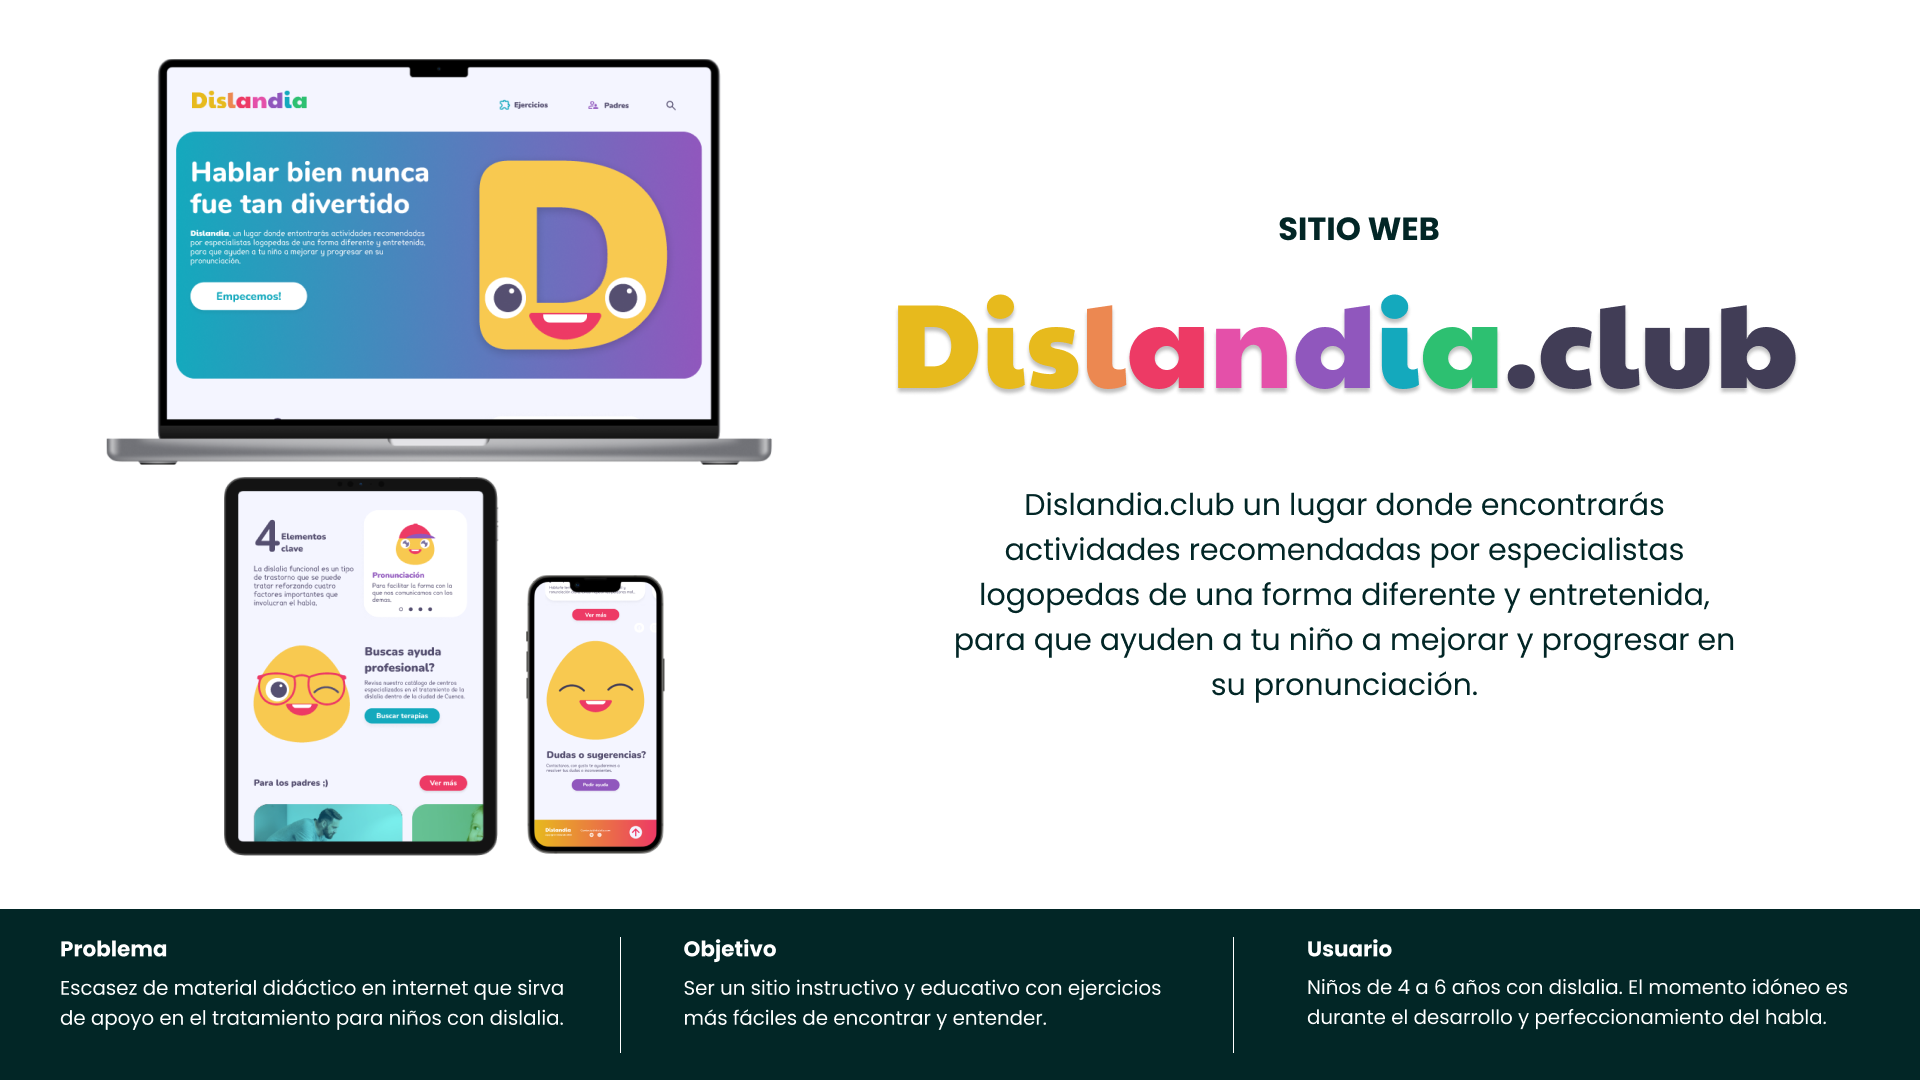 Dislandia
Ejercicios
Padres
Hablar bien nunca
fue tan divertido
Dislandia, un lugar donde entontrarás actividades recomendadas
por especialistas logopedas de una forma diferente y entretenida,
para que ayuden a tu niño a mejorar y progresar en su
pronunciación.
Empecemos!
SITIO WEB
Dislandia.club
Dislandia.club un lugar donde encontrarás
actividades recomendadas por especialistas
logopedas de una forma diferente y entretenida,
para que ayuden a tu niño a mejorar y progresar en
su pronunciación.
4 Elementos
clave
La dislalia funcional es un tipo
de trastorno que se puede
tratar reforzando cuatro
factores importantes que
involucran el habla.
Pronunciación
Para facilitar la forma con la
que nos comunicamos con los
demas.
Buscas ayuda
profesional?
Revisa nuestro catálogo de centros
especializados en el tratamiento de la
dislalia dentro de la ciudad de Cuenca.
Buscar terapias
Para los padres ;)
Ver más
Ver más
Dudas o sugerencias?
Pedir ayuda
Dislandia
Problema
Escasez de material didáctico en internet que sirva
de apoyo en el tratamiento para niños con dislalia.
Objetivo
Ser un sitio instructivo y educativo con ejercicios
más fáciles de encontrar y entender.
Usuario
Niños de 4 a 6 años con dislalia. El momento idóneo es
durante el desarrollo y perfeccionamiento del habla.